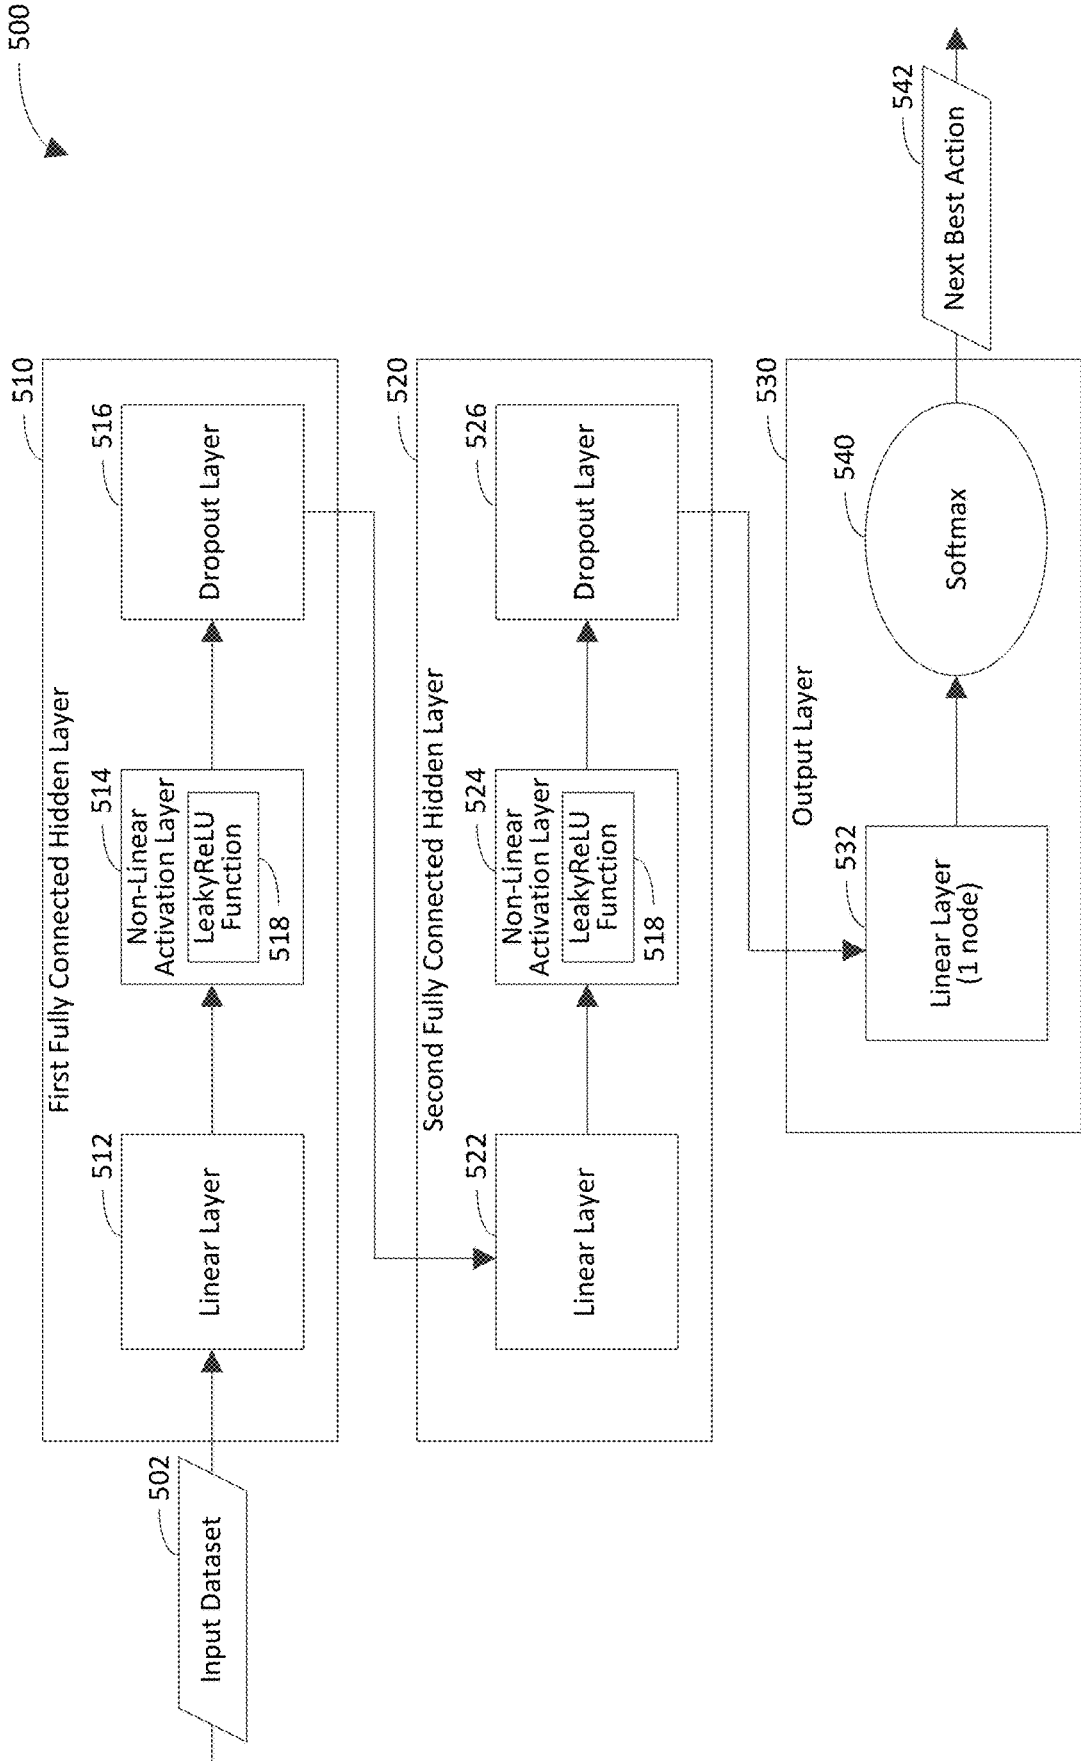 500
502
Input Dataset
510
First Fully Connected Hidden Layer
512
Linear Layer
514
Non-Linear
Activation Layer
LeakyReLU
Function
518
516
Dropout Layer
520
Second Fully Connected Hidden Layer
522
Linear Layer
524
Non-Linear
Activation Layer
LeakyReLU
Function
518
526
Dropout Layer
530
Output Layer
532
Linear Layer
(1 node)
540
Softmax
542
Next Best Action